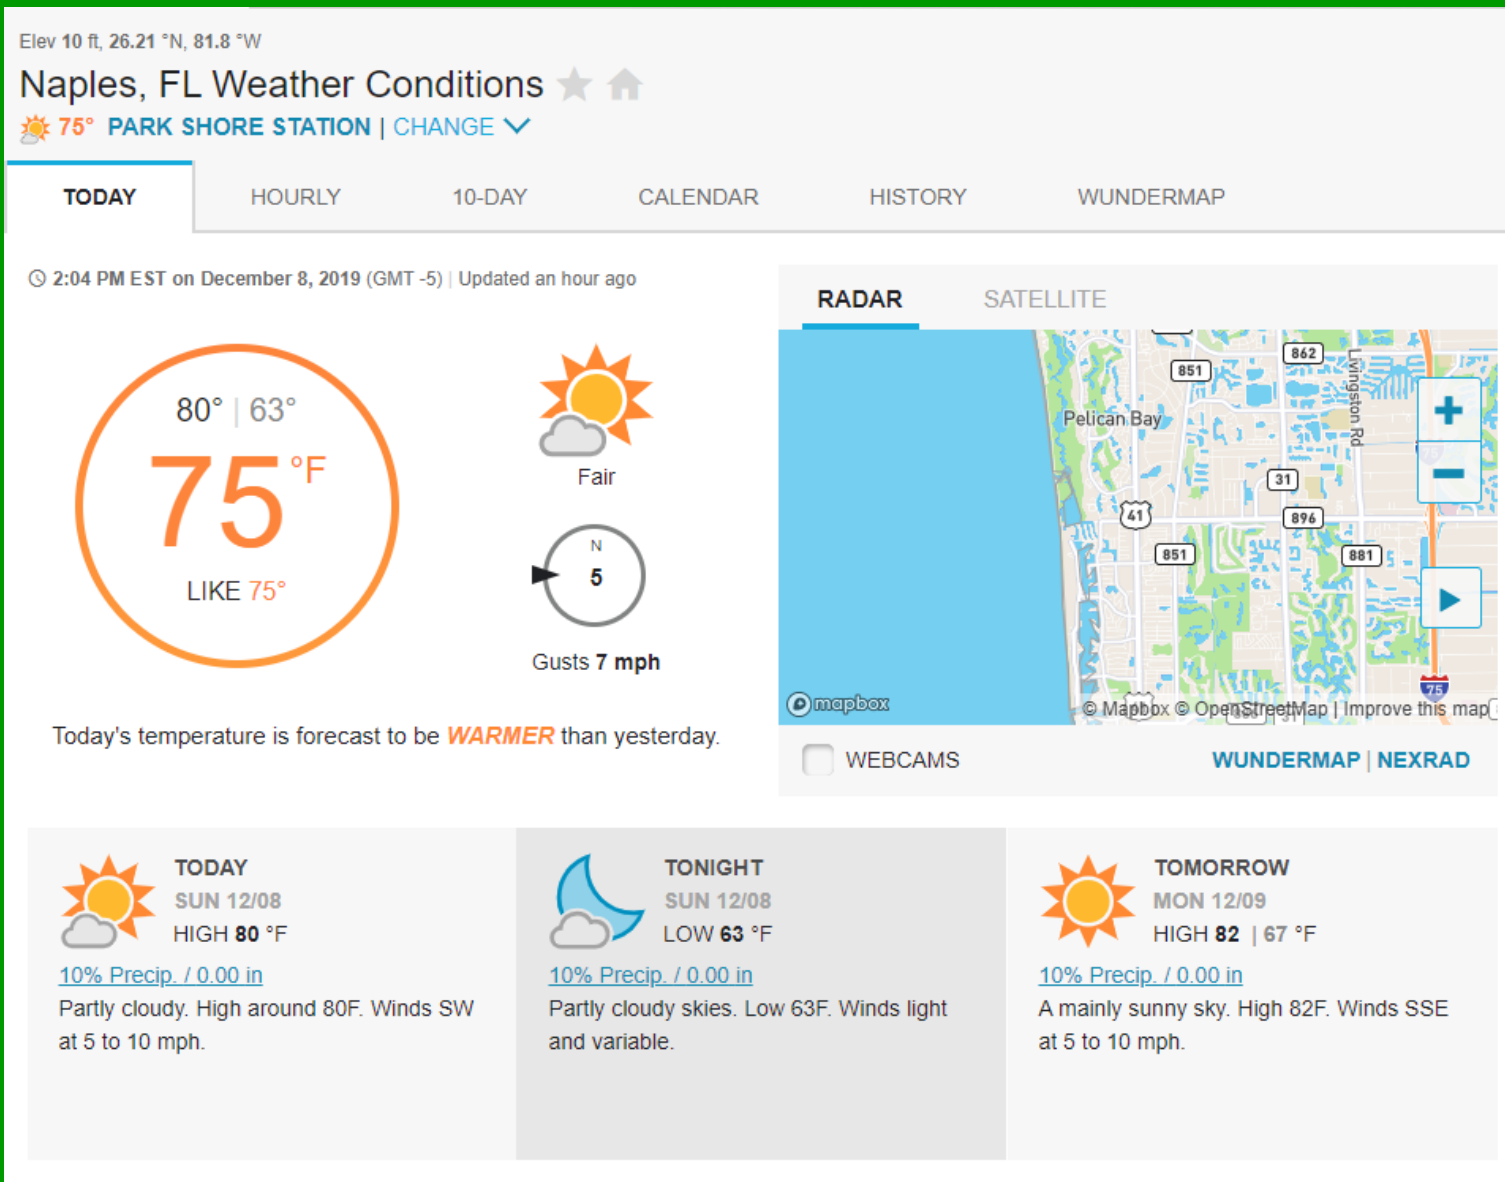 Elev 10 ft, 26.21 °N, 81.8 °W
Naples, FL Weather Conditions
75° PARK SHORE STATION | CHANGE
TODAY HOURLY 10-DAY CALENDAR HISTORY WUNDERMAP
2:04 PM EST on December 8, 2019 (GMT -5) | Updated an hour ago
80° | 63°
75 °F
LIKE 75°
Fair
N
5
Gusts 7 mph
Today's temperature is forecast to be WARMER than yesterday.
RADAR SATELLITE
862
851
Livingston Rd
Pelican Bay
75
31
41
896
851
881
75
mapbox
© Mapbox © OpenStreetMap | Improve this map
WEBCAMS
WUNDERMAP | NEXRAD
TODAY
SUN 12/08
HIGH 80 °F
10% Precip. / 0.00 in
Partly cloudy. High around 80F. Winds SW
at 5 to 10 mph.
TONIGHT
SUN 12/08
LOW 63 °F
10% Precip. / 0.00 in
Partly cloudy skies. Low 63F. Winds light
and variable.
TOMORROW
MON 12/09
HIGH 82 | 67 °F
10% Precip. / 0.00 in
A mainly sunny sky. High 82F. Winds SSE
at 5 to 10 mph.